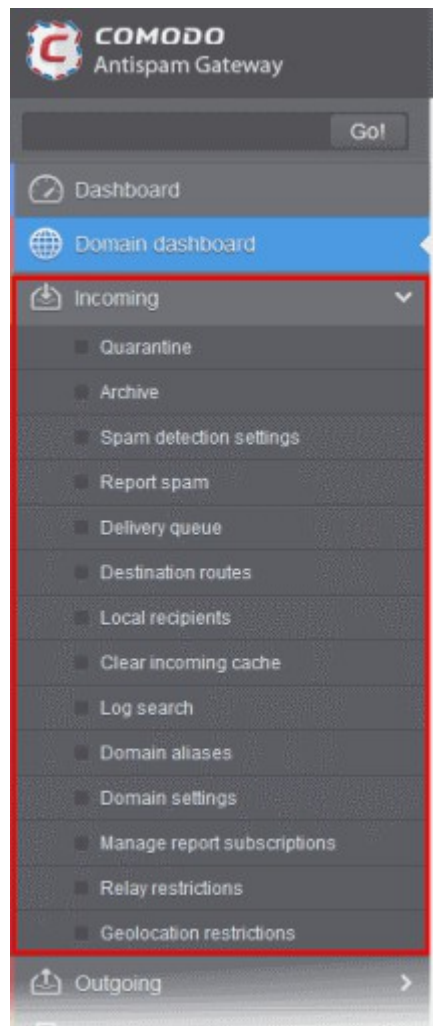 COMODO
Antispam Gateway
Go!
Dashboard
Domain dashboard
Incoming
Quarantine
Archive
Spam detection settings
Report spam
Delivery queue
Destination routes
Local recipients
Clear incoming cache
Log search
Domain aliases
Domain settings
Manage report subscriptions
Relay restrictions
Geolocation restrictions
Outgoing